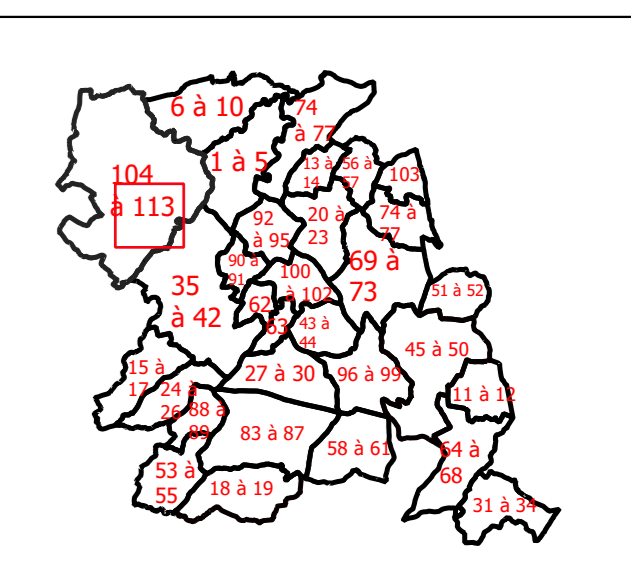 6 à 10
74
à 77
1 à 5
13 à
14
56 à
57
103
104
à 113
92
à 95
20 à
23
74 à
77
90 à
91
100
à 102
69 à
73
35
à 42
62
63
43 à
44
51 à 52
45 à 50
15 à
17
24 à
26
88 à
89
27 à 30
96 à 99
11 à 12
83 à 87
58 à 61
64 à
68
53 à
55
18 à 19
31 à 34